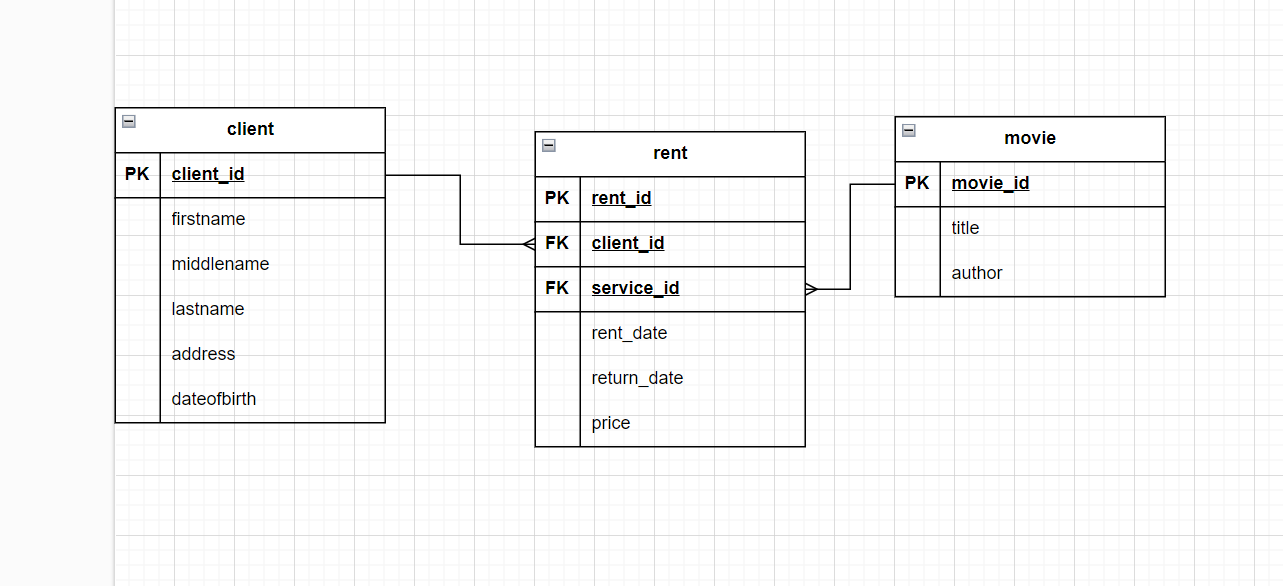 client
PK client_id
firstname
middlename
lastname
address
dateofbirth
rent
PK rent_id
FK client_id
FK service_id
rent_date
return_date
price
movie
PK movie_id
title
author